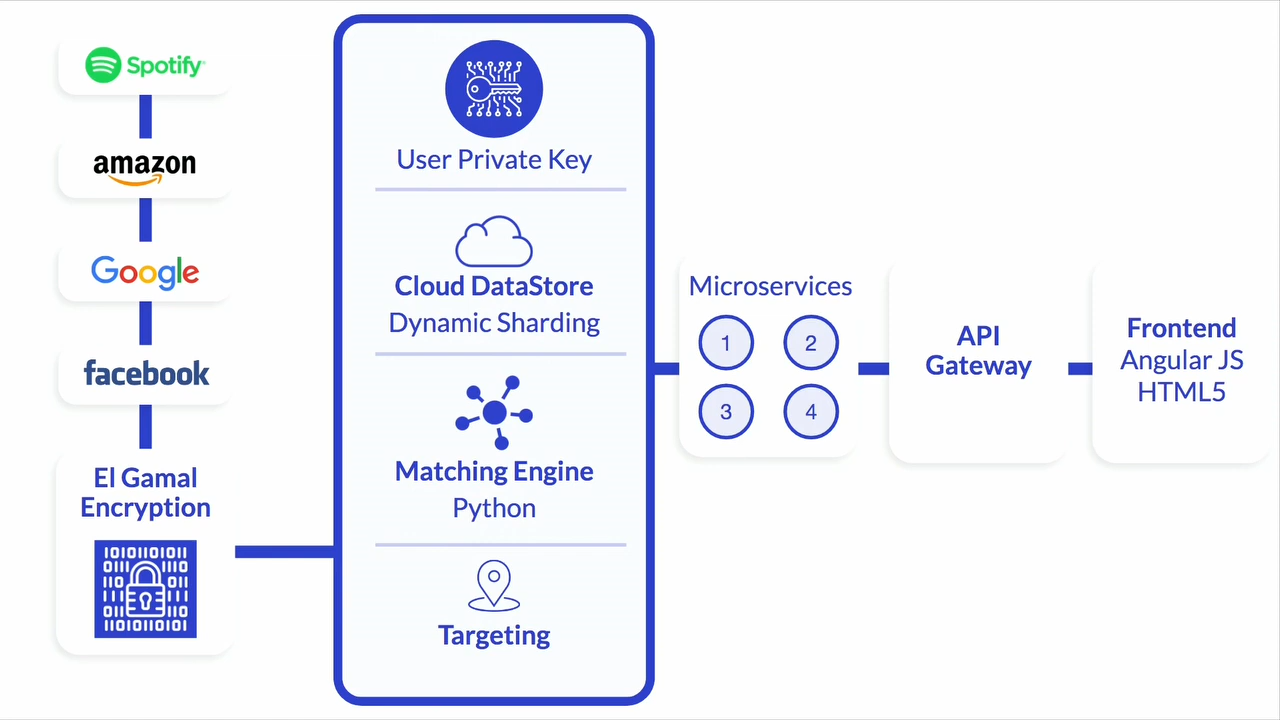 Spotify
amazon
Google
facebook
El Gamal
Encryption
User Private Key
Cloud DataStore
Dynamic Sharding
Matching Engine
Python
Targeting
Microservices
1 2
3 4
API
Gateway
Frontend
Angular JS
HTML5